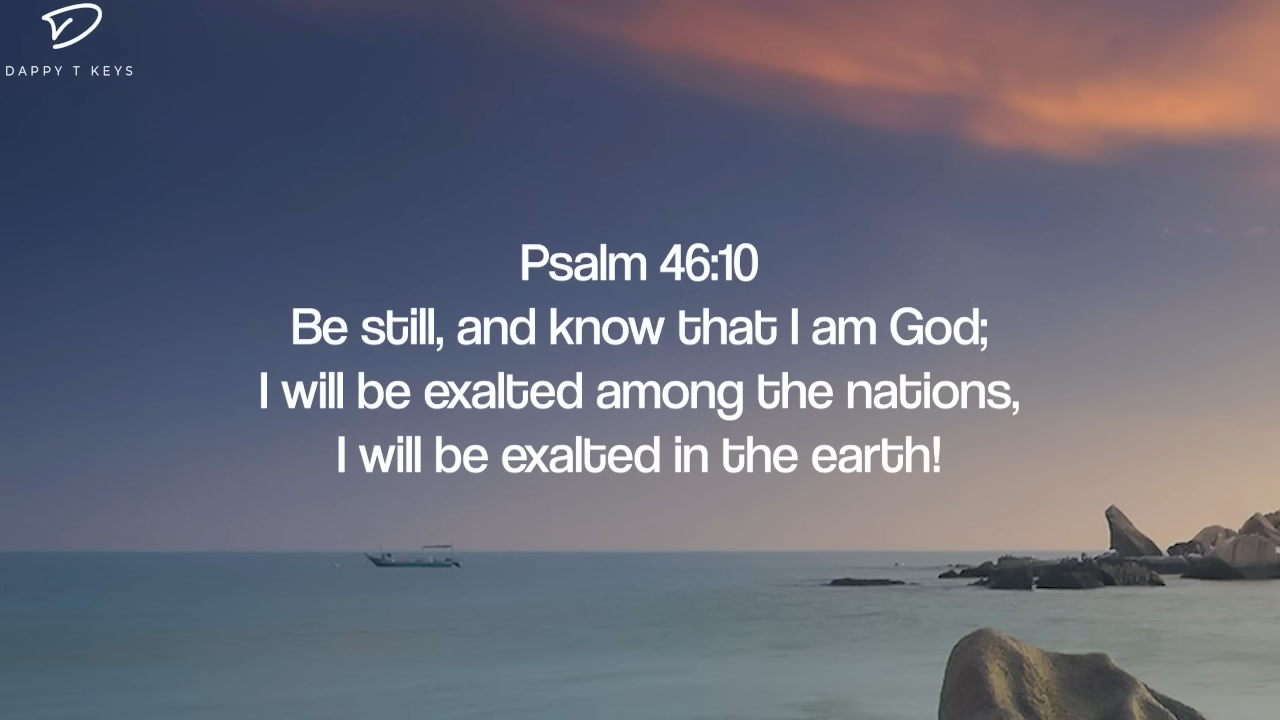 DAPPY T KEYS
Psalm 46:10
Be still, and know that I am God;
I will be exalted among the nations,
I will be exalted in the earth!